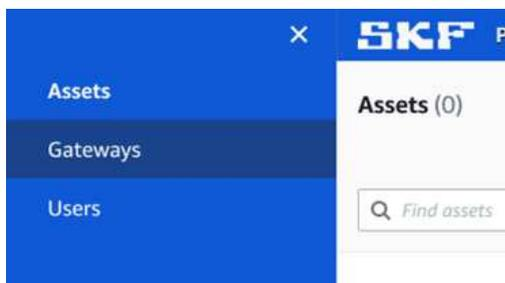 SKF P
Assets
Gateways
Users
Assets (0)
Find assets